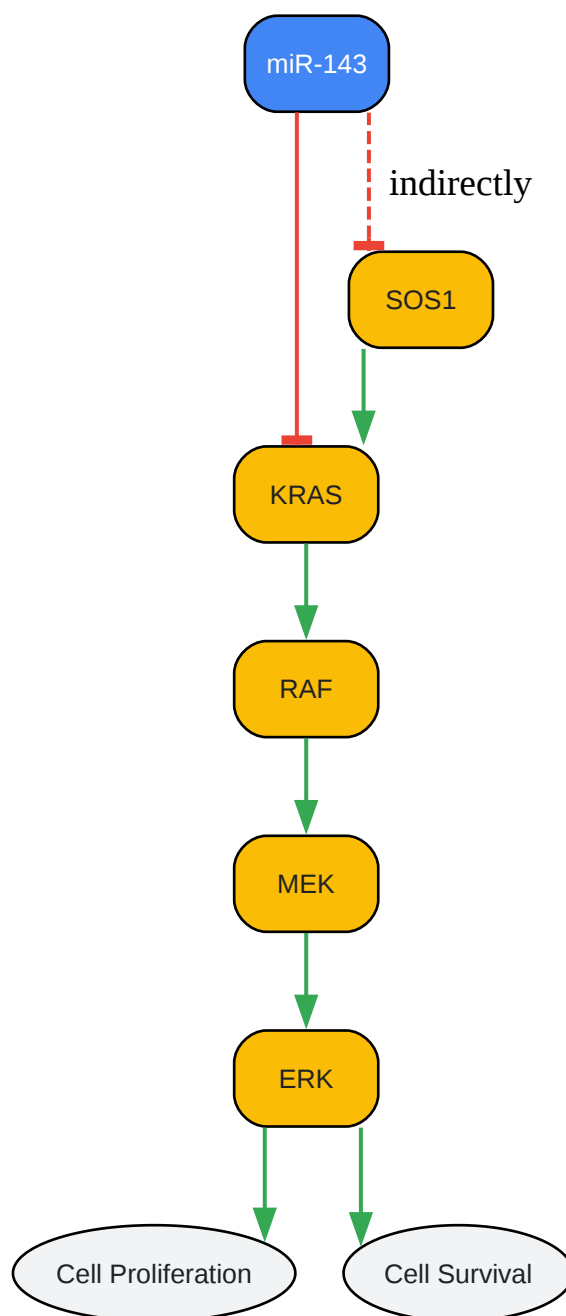 miR-143
indirectly
SOS1
KRAS
RAF
MEK
ERK
Cell Proliferation
Cell Survival